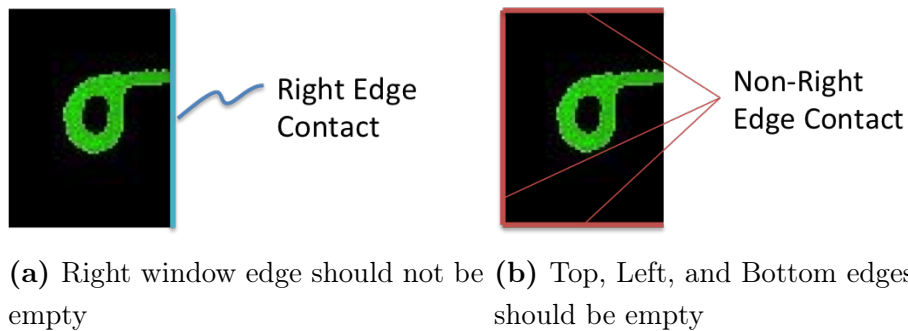 Right Edge
Contact
Non-Right
Edge Contact
(a) Right window edge should not be
empty
(b) Top, Left, and Bottom edges
should be empty